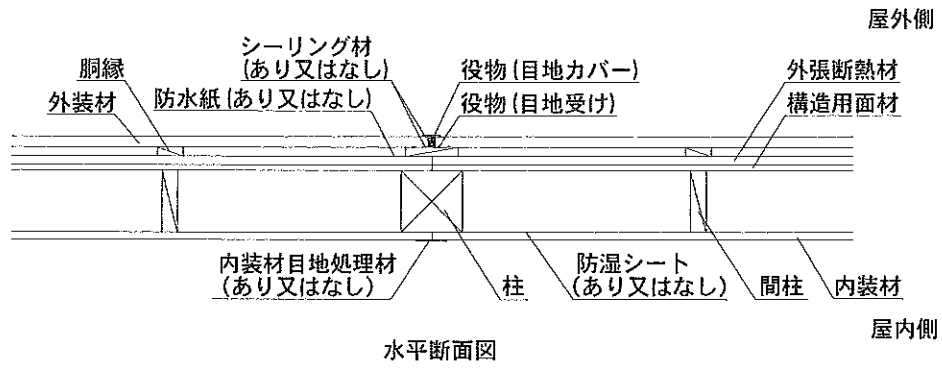 屋外側
シーリング材
(あり又はなし)
役物(目地カバー)
胴縁
外張断熱材
外装材
防水紙(あり又はなし)
役物(目地受け)
構造用面材
内装材目地処理材
(あり又はなし)
柱
防湿シート
(あり又はなし)
間柱
内装材
屋内側
水平断面図